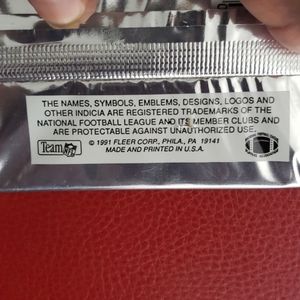 THE NAMES, SYMBOLS, EMBLEMS, DESIGNS, LOGOS AND
OTHER INDICIA ARE REGISTERED TRADEMARKS OF THE
NATIONAL FOOTBALL LEAGUE AND ITS MEMBER CLUBS AND
ARE PROTECTABLE AGAINST UNAUTHORIZED USE.
Team NFL
© 1991 FLEER CORP., PHILA., PA 19141
MADE AND PRINTED IN U.S.A.